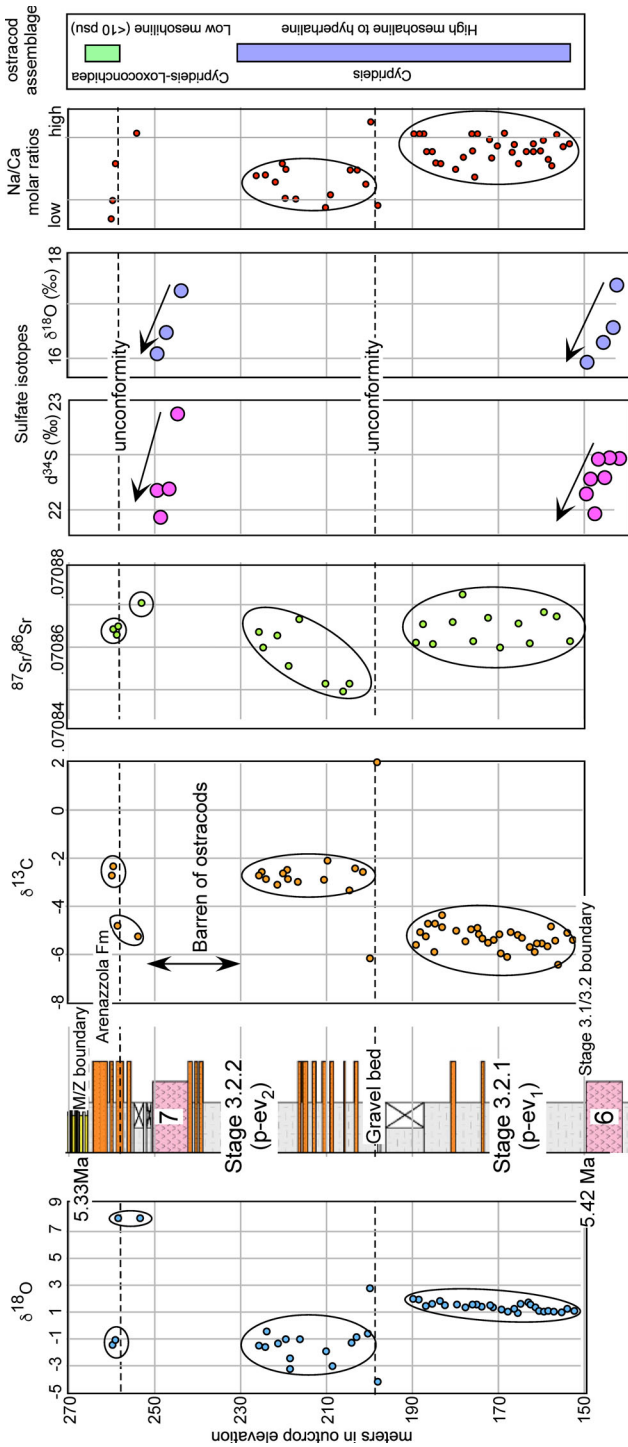 δ18O
-5 -3 -1 1 3 5 7 9
270
250
230
210
190
170
150
meters in outcrop elevation
5.33Ma
M/Z boundary
Arenazzola Fm
7
Stage 3.2.2
(p-ev2)
Gravel bed
Stage 3.2.1
(p-ev1)
6
5.42 Ma
Stage 3.1/3.2 boundary
δ13C
-8 -6 -4 -2 0 2
Barren of ostracods
87Sr/86Sr
.07084 .07086 .07088
Sulfate isotopes
d34S (‰)
22 23
δ18O (‰)
16 18
unconformity
unconformity
Na/Ca
molar ratios
low high
ostracod
assemblage
Cyprideis-Loxoconchidea
Low mesohiline (<10 psu)
Cyprideis
High mesohaline to hyperhaline